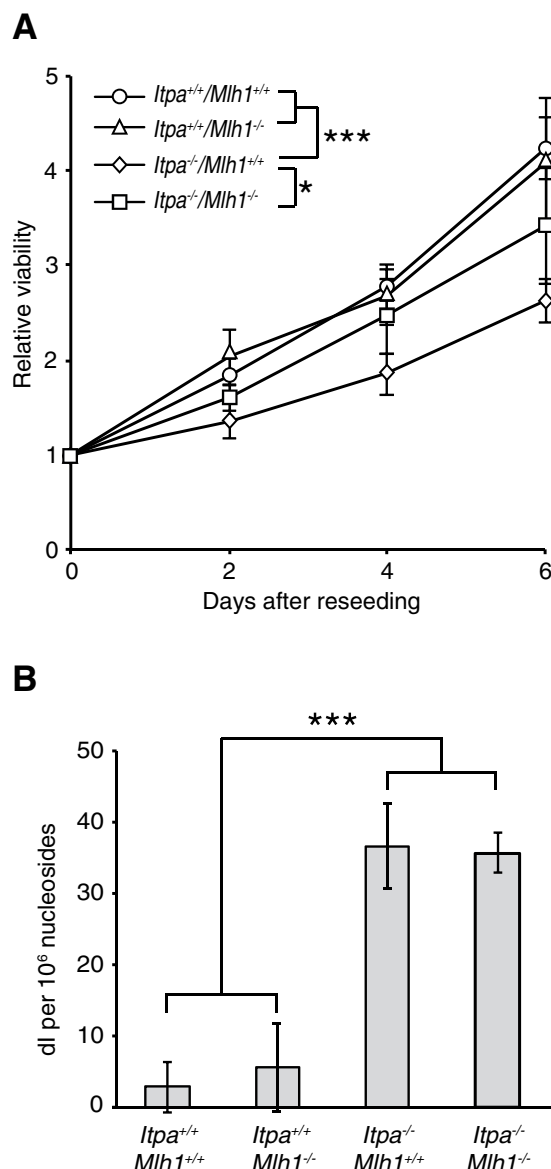 A
5
4
3
2
1
0
Relative viability
Itpa+/+/Mlh1+/+
Itpa+/+/Mlh1-/-
Itpa-/-/Mlh1+/+
Itpa-/-/Mlh1-/-
***
*
0 2 4 6
Days after reseeding
B
***
50
40
30
20
10
0
dI per 10⁶ nucleosides
Itpa+/+ Itpa+/+ Itpa-/- Itpa-/-
Mlh1+/+ Mlh1-/- Mlh1+/+ Mlh1-/-